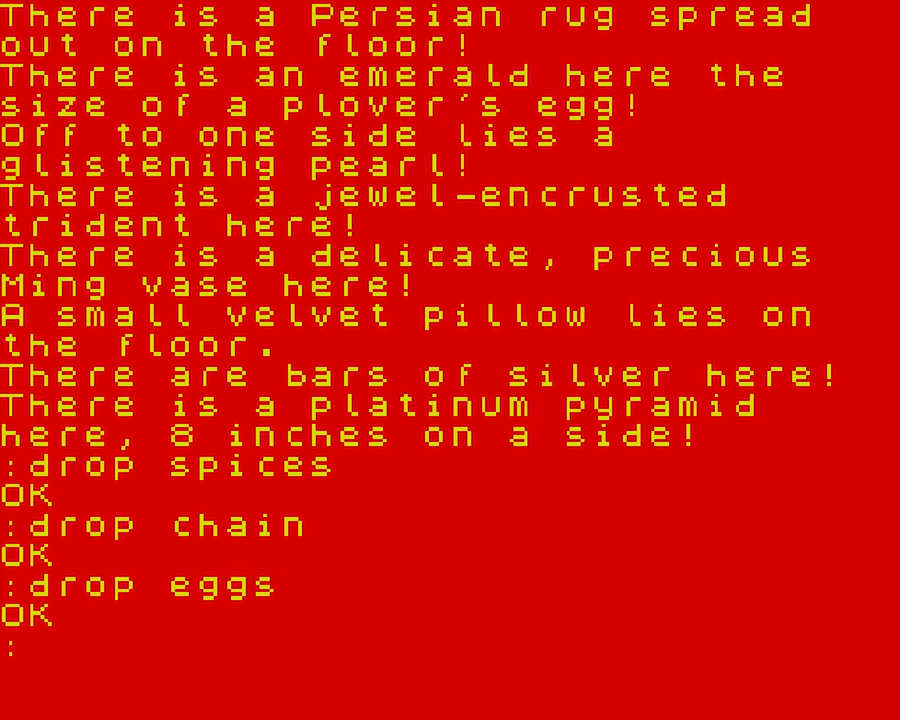 There is a Persian rug spread
out on the floor!
There is an emerald here the
size of a plover's egg!
Off to one side lies a
glistening pearl!
There is a jewel-encrusted
trident here!
There is a delicate, precious
Ming vase here!
A small velvet pillow lies on
the floor.
There are bars of silver here!
There is a platinum pyramid
here, 8 inches on a side!
:drop spices
OK
:drop chain
OK
:drop eggs
OK
: